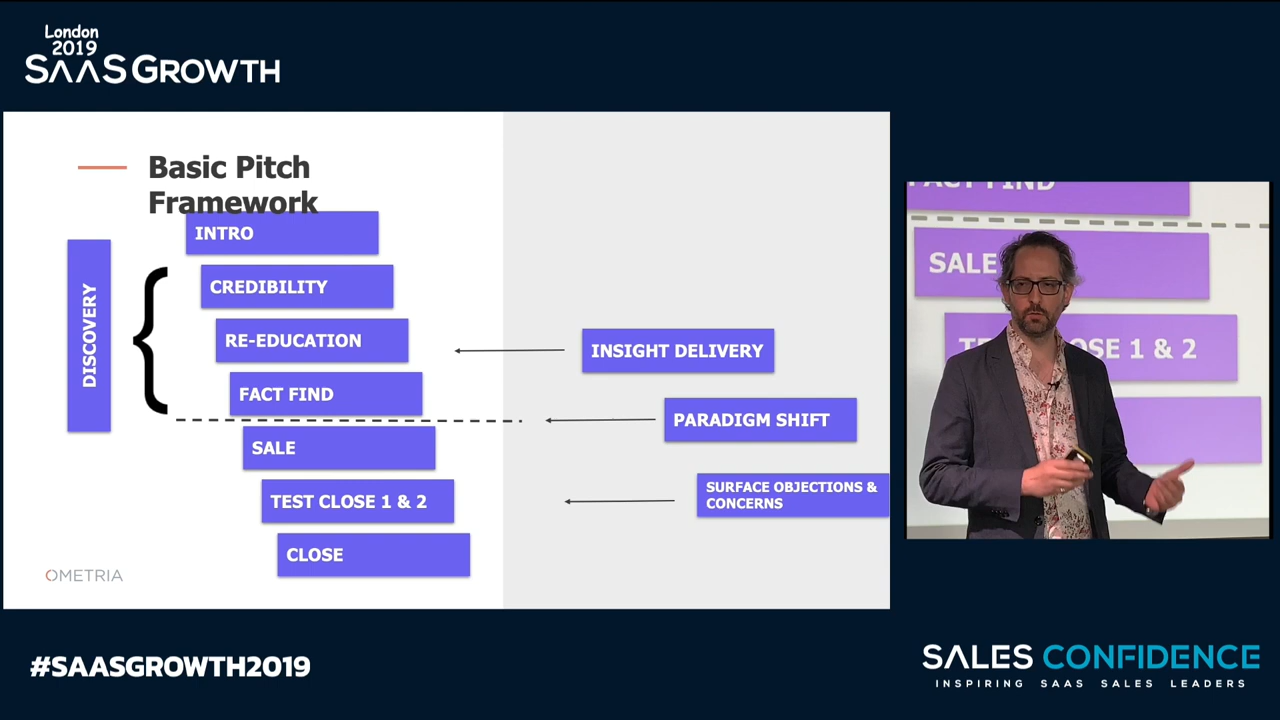 London
2019
SAAS GROWTH
Basic Pitch
Framework
INTRO
CREDIBILITY
RE-EDUCATION
FACT FIND
SALE
TEST CLOSE 1 & 2
CLOSE
DISCOVERY
INSIGHT DELIVERY
PARADIGM SHIFT
SURFACE OBJECTIONS &
CONCERNS
OMETRIA
FACT FIND
SALE
TE CLOSE 1 & 2
#SAASGROWTH2019
SALES CONFIDENCE
INSPIRING SAAS SALES LEADERS